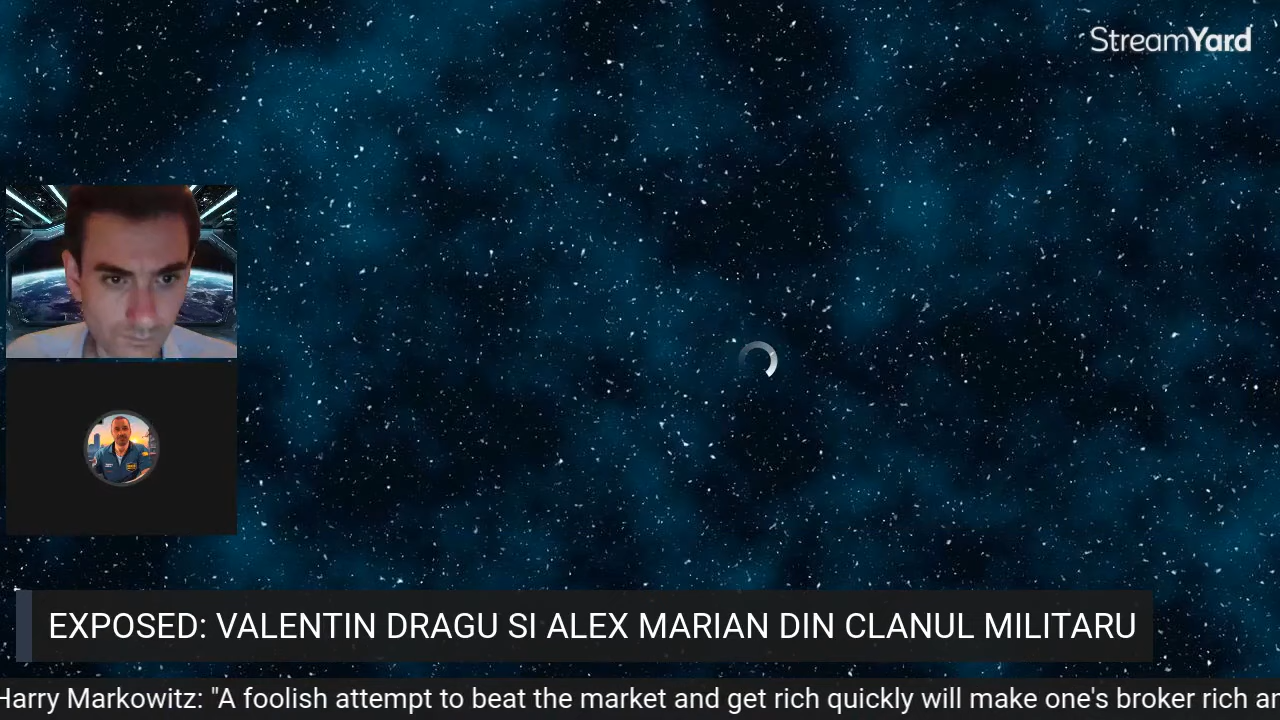 StreamYard
EXPOSED: VALENTIN DRAGU SI ALEX MARIAN DIN CLANUL MILITARU
Harry Markowitz: "A foolish attempt to beat the market and get rich quickly will make one's broker rich